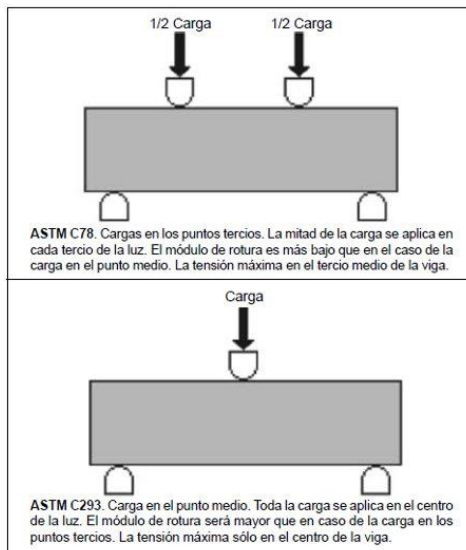 1/2 Carga 1/2 Carga
ASTM C78. Cargas en los puntos tercios. La mitad de la carga se aplica en
cada tercio de la luz. El módulo de rotura es más bajo que en el caso de la
carga en el punto medio. La tensión máxima en el tercio medio de la viga.
Carga
ASTM C293. Carga en el punto medio. Toda la carga se aplica en el centro
de la luz. El módulo de rotura será mayor que en caso de la carga en los
puntos tercios. La tensión máxima sólo en el centro de la viga.